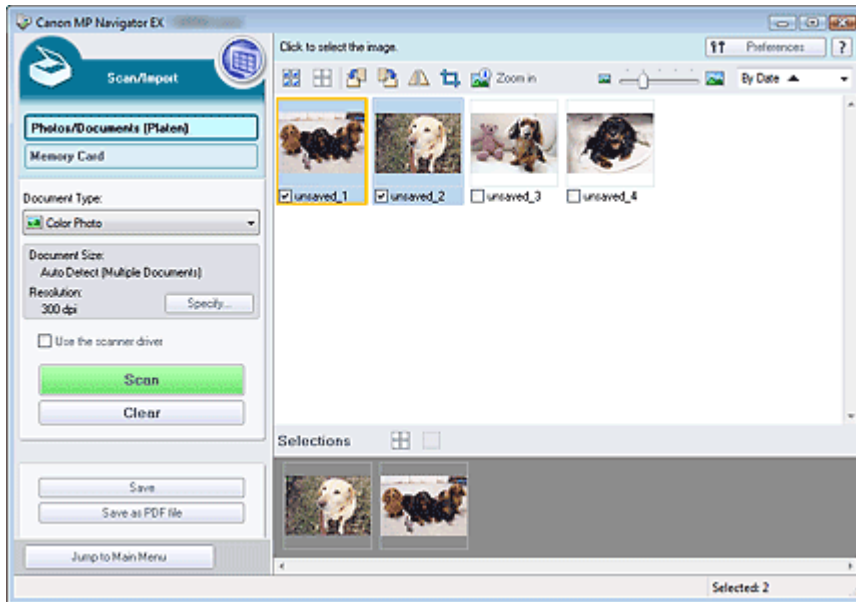 Canon MP Navigator EX
Scan/Import
Photos/Documents (Platen)
Memory Card
Document Type:
Color Photo
Document Size:
Auto Detect (Multiple Documents)
Resolution:
300 dpi
Specify...
Use the scanner driver
Scan
Clear
Save
Save as PDF file
Jump to Main Menu
Click to select the image.
Preferences
?
Zoom in
By Date
unsaved_1
unsaved_2
unsaved_3
unsaved_4
Selections
Selected: 2